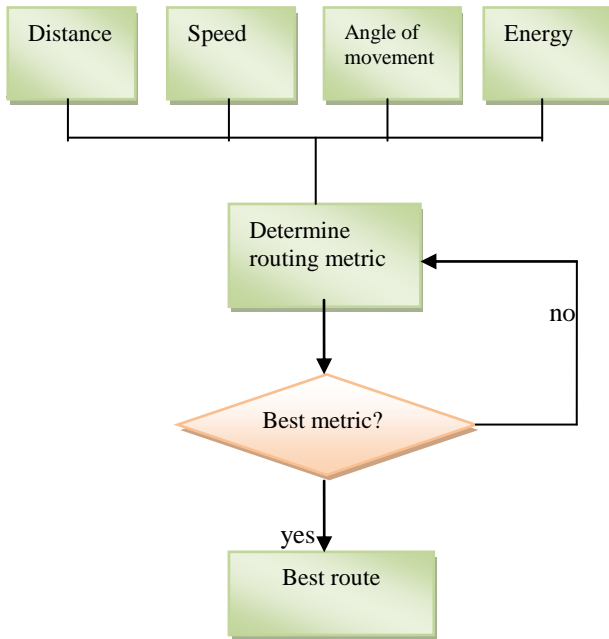 Distance
Speed
Angle of
movement
Energy
Determine
routing metric
no
Best metric?
yes
Best route